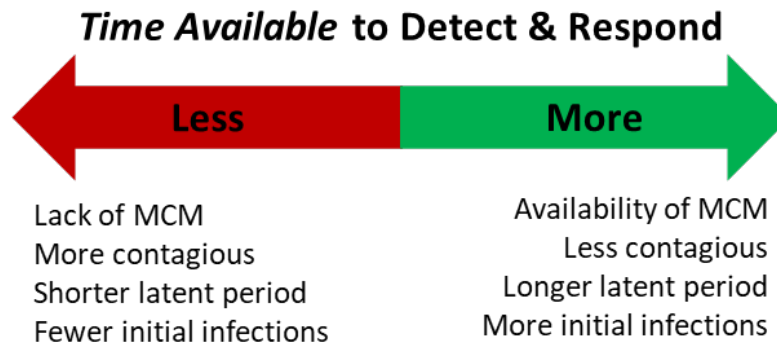 Time Available to Detect & Respond
Less
More
Lack of MCM
More contagious
Shorter latent period
Fewer initial infections
Availability of MCM
Less contagious
Longer latent period
More initial infections